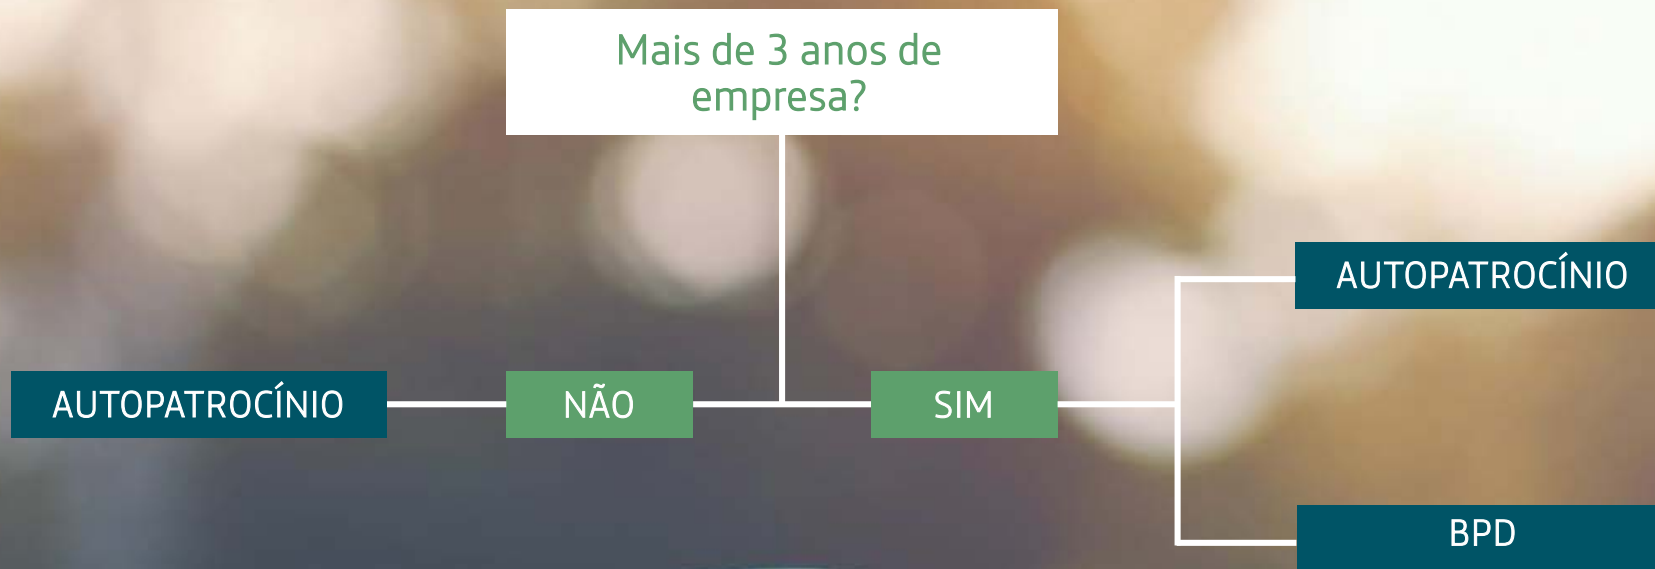 Mais de 3 anos de
empresa?
AUTOPATROCÍNIO
AUTOPATROCÍNIO
NÃO
SIM
BPD